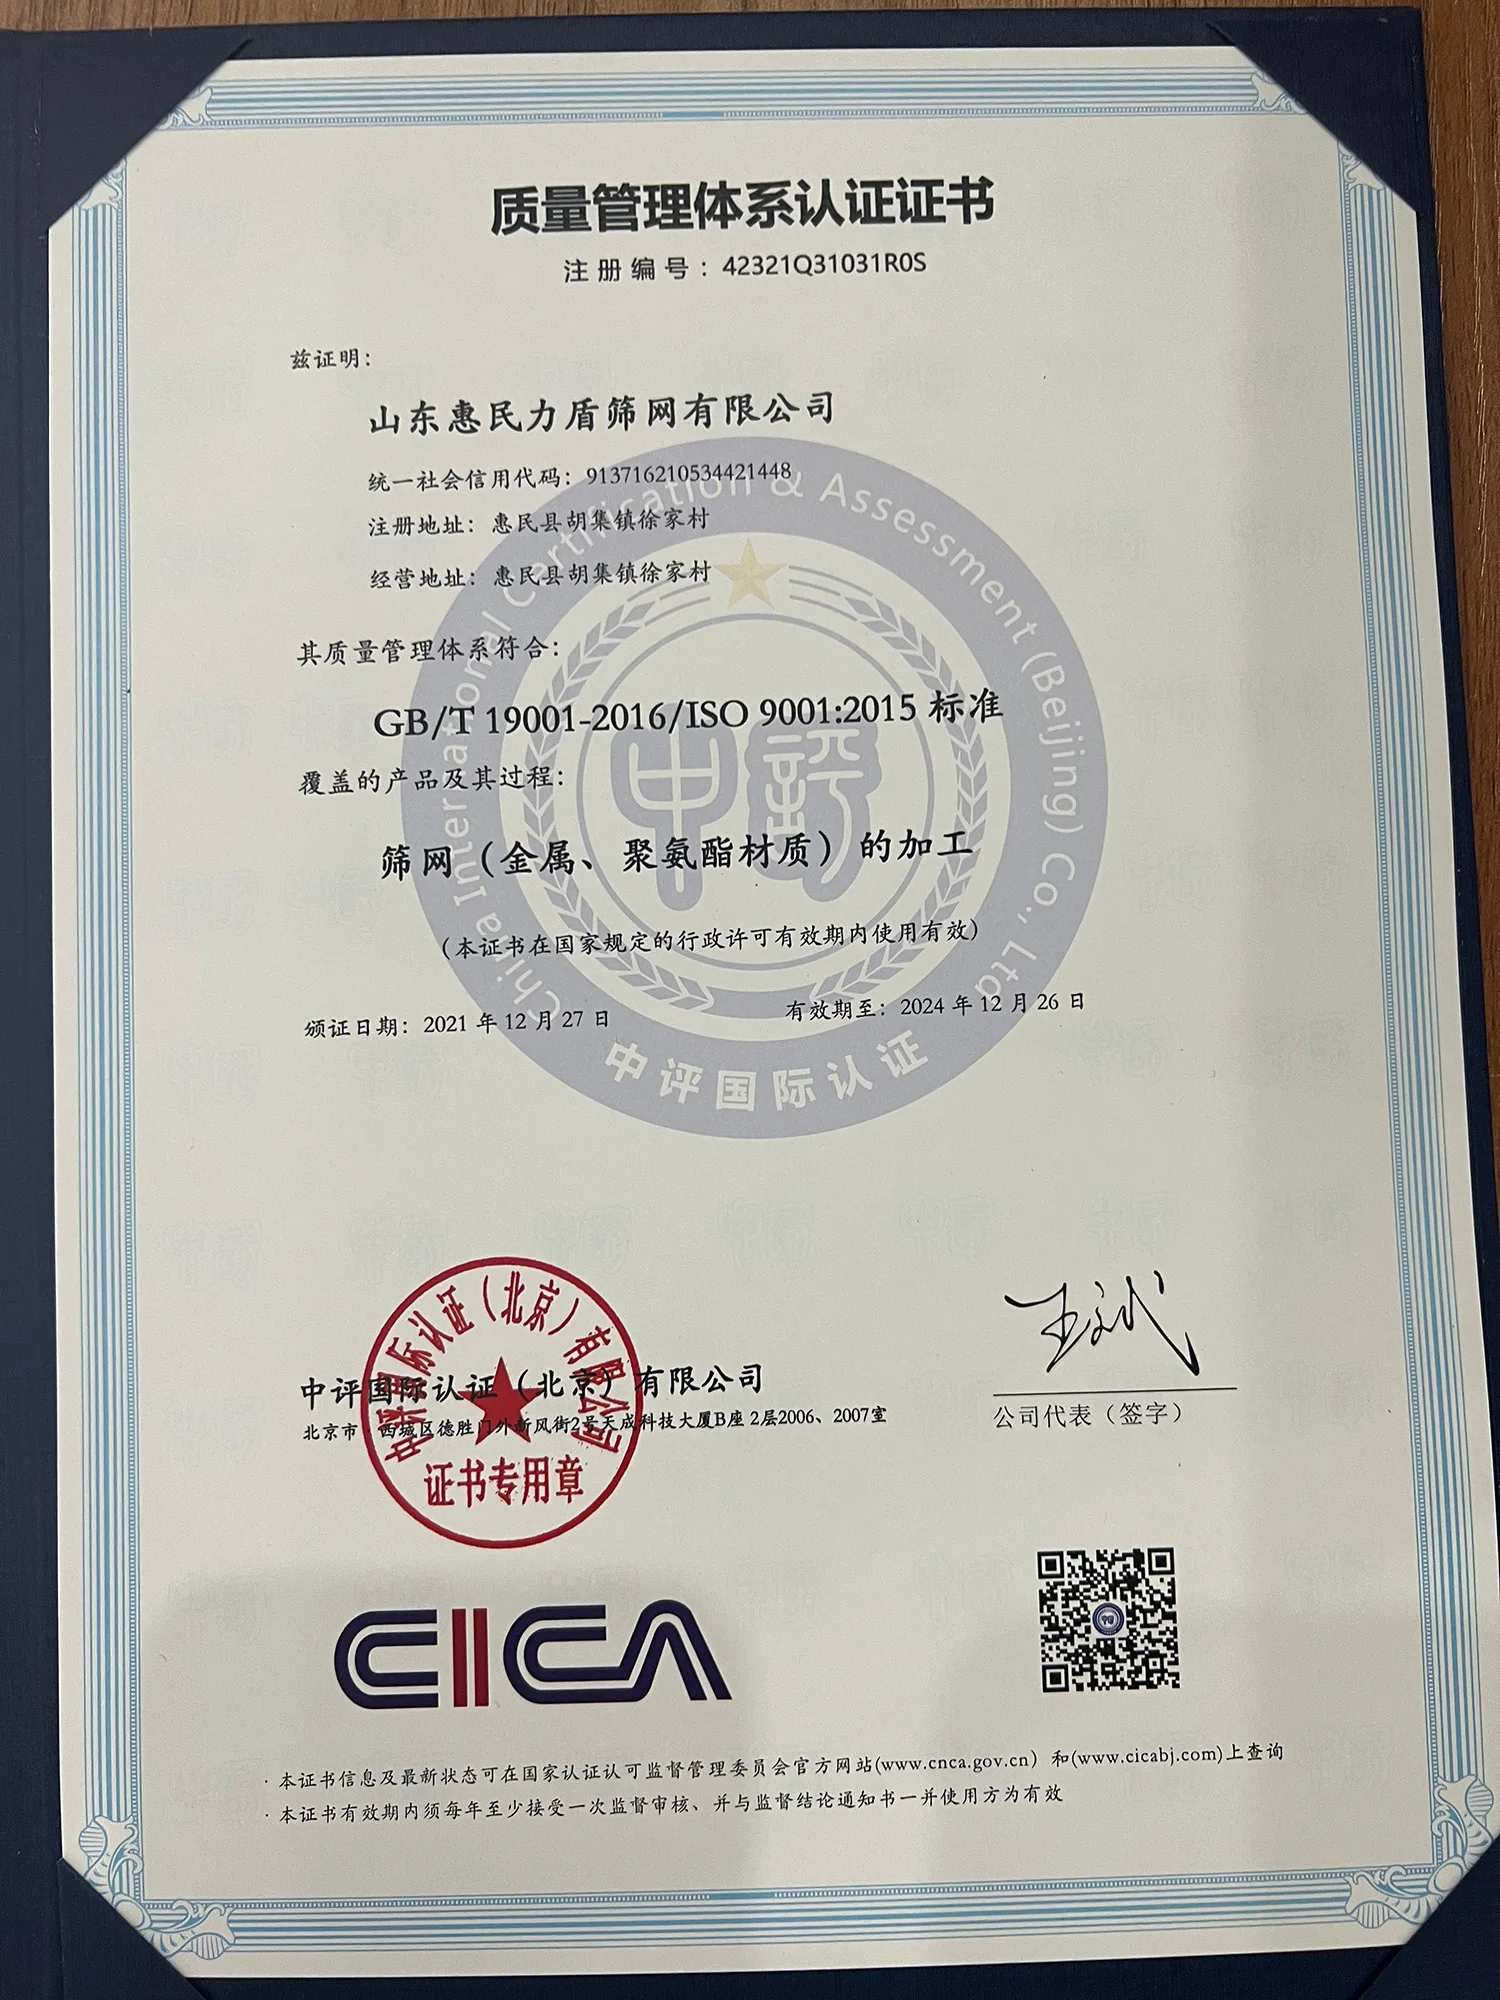 质量管理体系认证证书
注册编号：42321Q31031R0S
兹证明：
山东惠民力盾筛网有限公司
统一社会信用代码：913716210534421448
注册地址：惠民县胡集镇徐家村
经营地址：惠民县胡集镇徐家村
其质量管理体系符合：
GB/T 19001-2016/ISO 9001:2015 标准
覆盖的产品及其过程：
筛网（金属、聚氨酯材质）的加工
（本证书在国家规定的行政许可有效期内使用有效）
颁证日期：2021 年 12 月 27 日
有效期至：2024 年 12 月 26 日
China International Certification & Assessment (Beijing) Co., Ltd
中評
中评国际认证
中评国际认证（北京）有限公司
北京市·西城区德胜门外新风街2号天成科技大厦B座 2层2006、2007室
中评国际认证（北京）有限公司
证书专用章
公司代表（签字）
CICA
· 本证书信息及最新状态可在国家认证认可监督管理委员会官方网站(www.cnca.gov.cn) 和(www.cicabj.com)上查询
· 本证书有效期内须每年至少接受一次监督审核、并与监督结论通知书一并使用方为有效